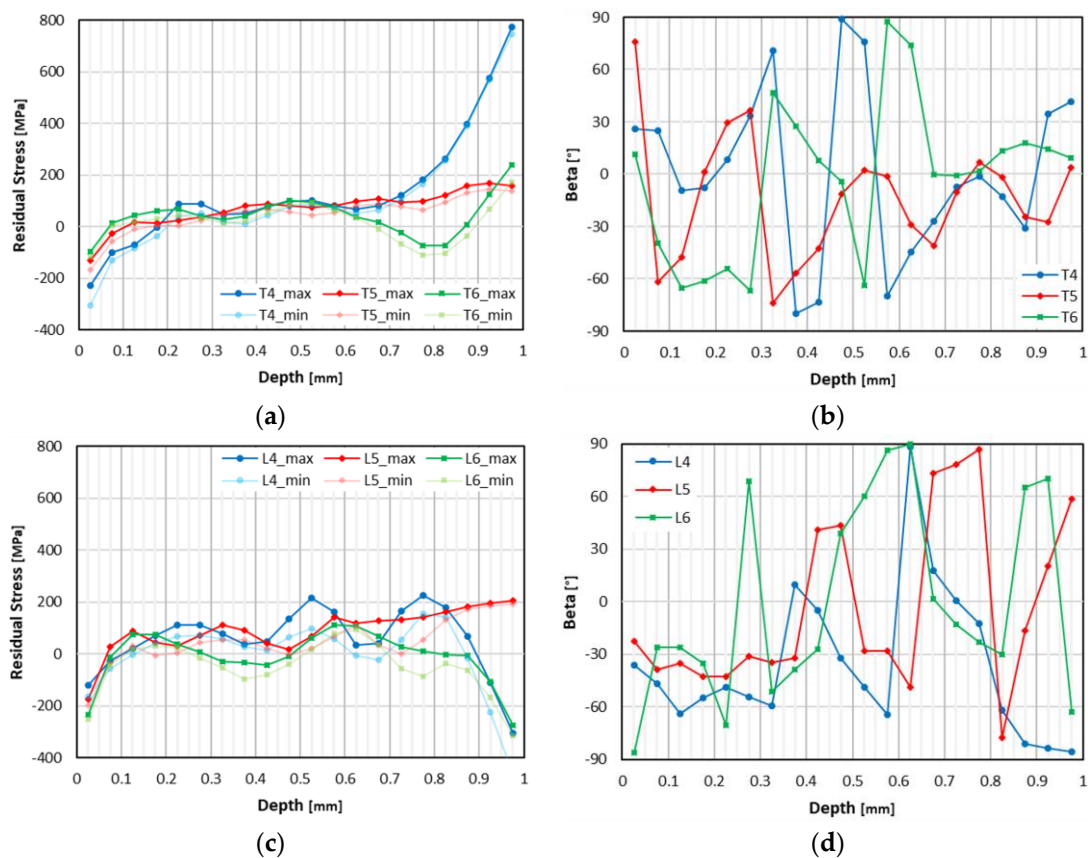 800
600
400
200
0
-200
-400
Residual Stress [MPa]
T4_max T5_max T6_max
T4_min T5_min T6_min
0 0.1 0.2 0.3 0.4 0.5 0.6 0.7 0.8 0.9 1
Depth [mm]
(a)
90
60
30
0
-30
-60
-90
Beta [°]
T4
T5
T6
0 0.1 0.2 0.3 0.4 0.5 0.6 0.7 0.8 0.9 1
Depth [mm]
(b)
800
600
400
200
0
-200
-400
Residual Stress [MPa]
L4_max L5_max L6_max
L4_min L5_min L6_min
0 0.1 0.2 0.3 0.4 0.5 0.6 0.7 0.8 0.9 1
Depth [mm]
(c)
90
60
30
0
-30
-60
-90
Beta [°]
L4
L5
L6
0 0.1 0.2 0.3 0.4 0.5 0.6 0.7 0.8 0.9 1
Depth [mm]
(d)